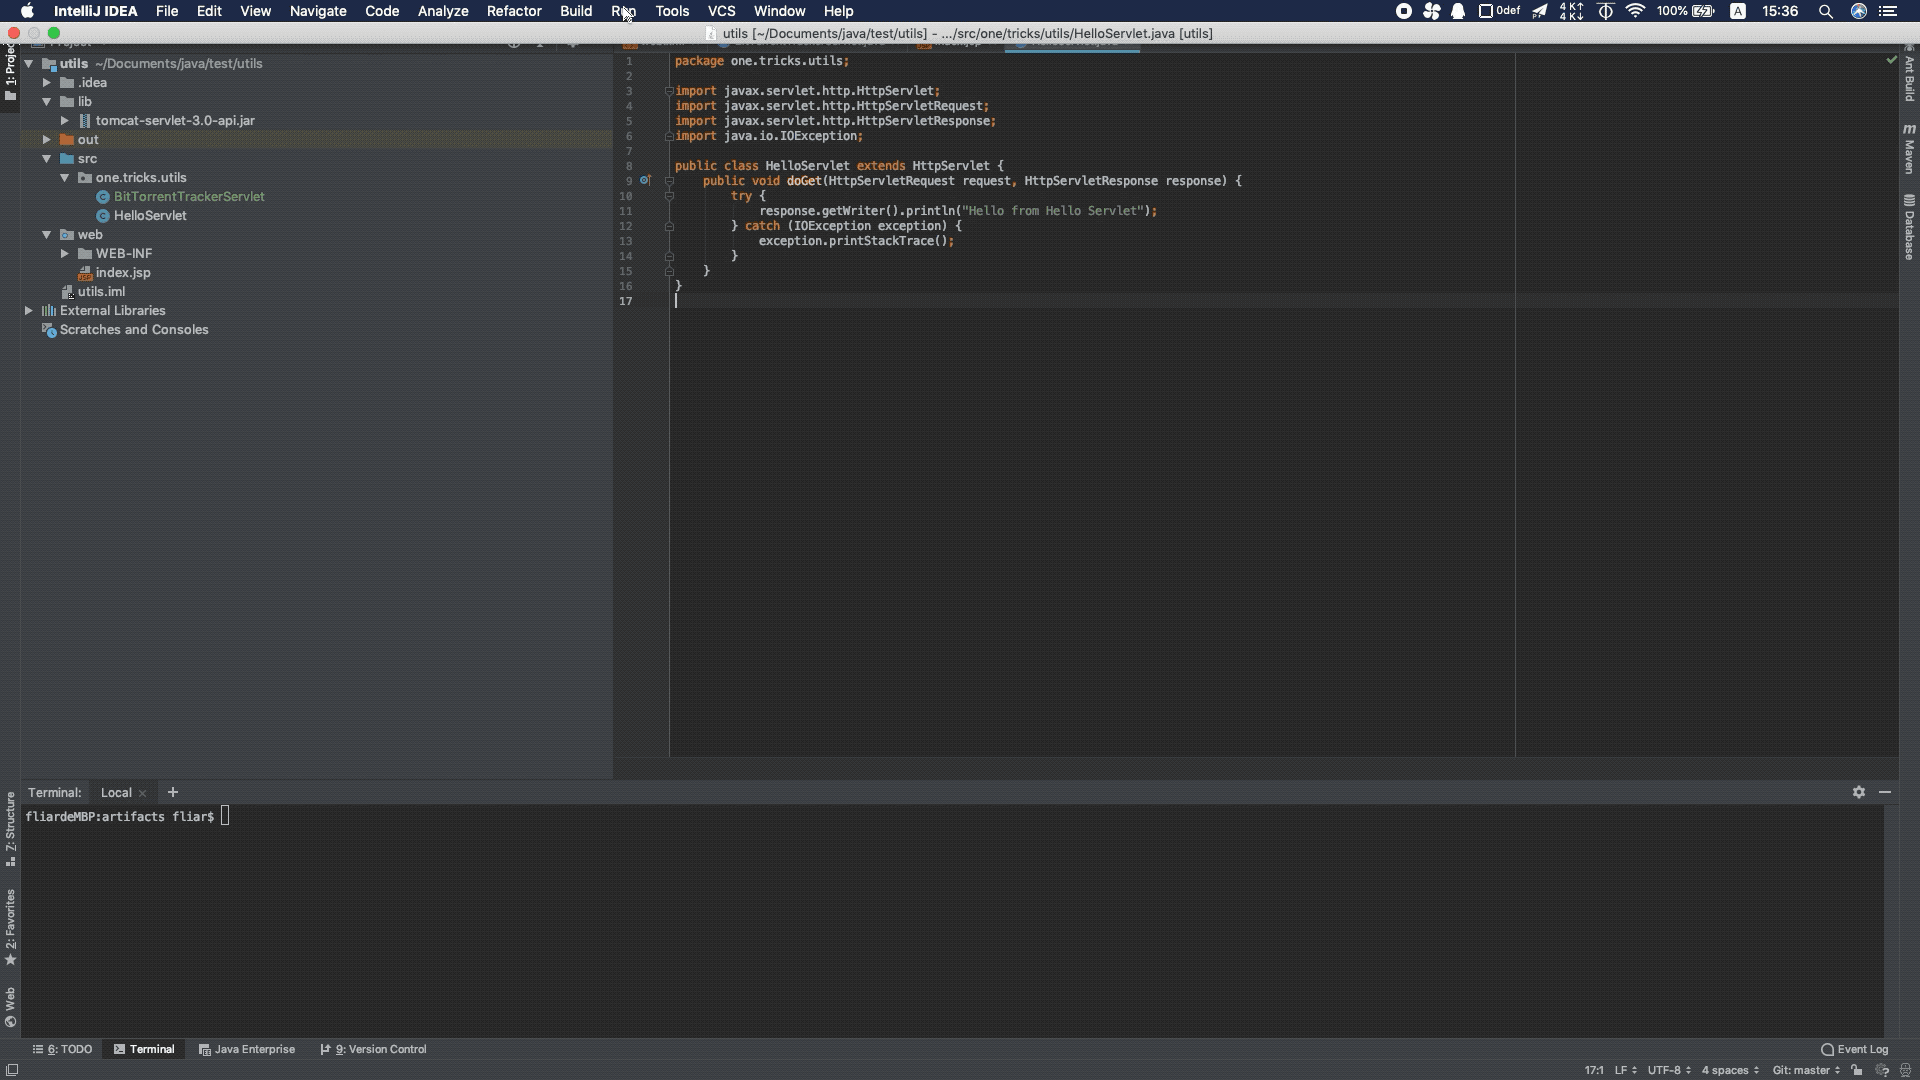 IntelliJ IDEA File Edit View Navigate Code Analyze Refactor Build Run Tools VCS Window Help 0def 4 K↑ 4 K↓ 100% A 15:36
utils [~/Documents/java/test/utils] - .../src/one/tricks/utils/HelloServlet.java [utils]
1: Project
utils ~/Documents/java/test/utils
.idea
lib
tomcat-servlet-3.0-api.jar
out
src
one.tricks.utils
BitTorrentTrackerServlet
HelloServlet
web
WEB-INF
index.jsp
utils.iml
External Libraries
Scratches and Consoles
1 package one.tricks.utils;
2
3 import javax.servlet.http.HttpServlet;
4 import javax.servlet.http.HttpServletRequest;
5 import javax.servlet.http.HttpServletResponse;
6 import java.io.IOException;
7
8 public class HelloServlet extends HttpServlet {
9 public void doGet(HttpServletRequest request, HttpServletResponse response) {
10 try {
11 response.getWriter().println("Hello from Hello Servlet");
12 } catch (IOException exception) {
13 exception.printStackTrace();
14 }
15 }
16 }
17
Ant Build
Maven
Database
Terminal: Local × +
fliardeMBP:artifacts fliar$
Z: Structure
2: Favorites
Web
6: TODO Terminal Java Enterprise 9: Version Control Event Log
17:1 LF UTF-8 4 spaces Git: master